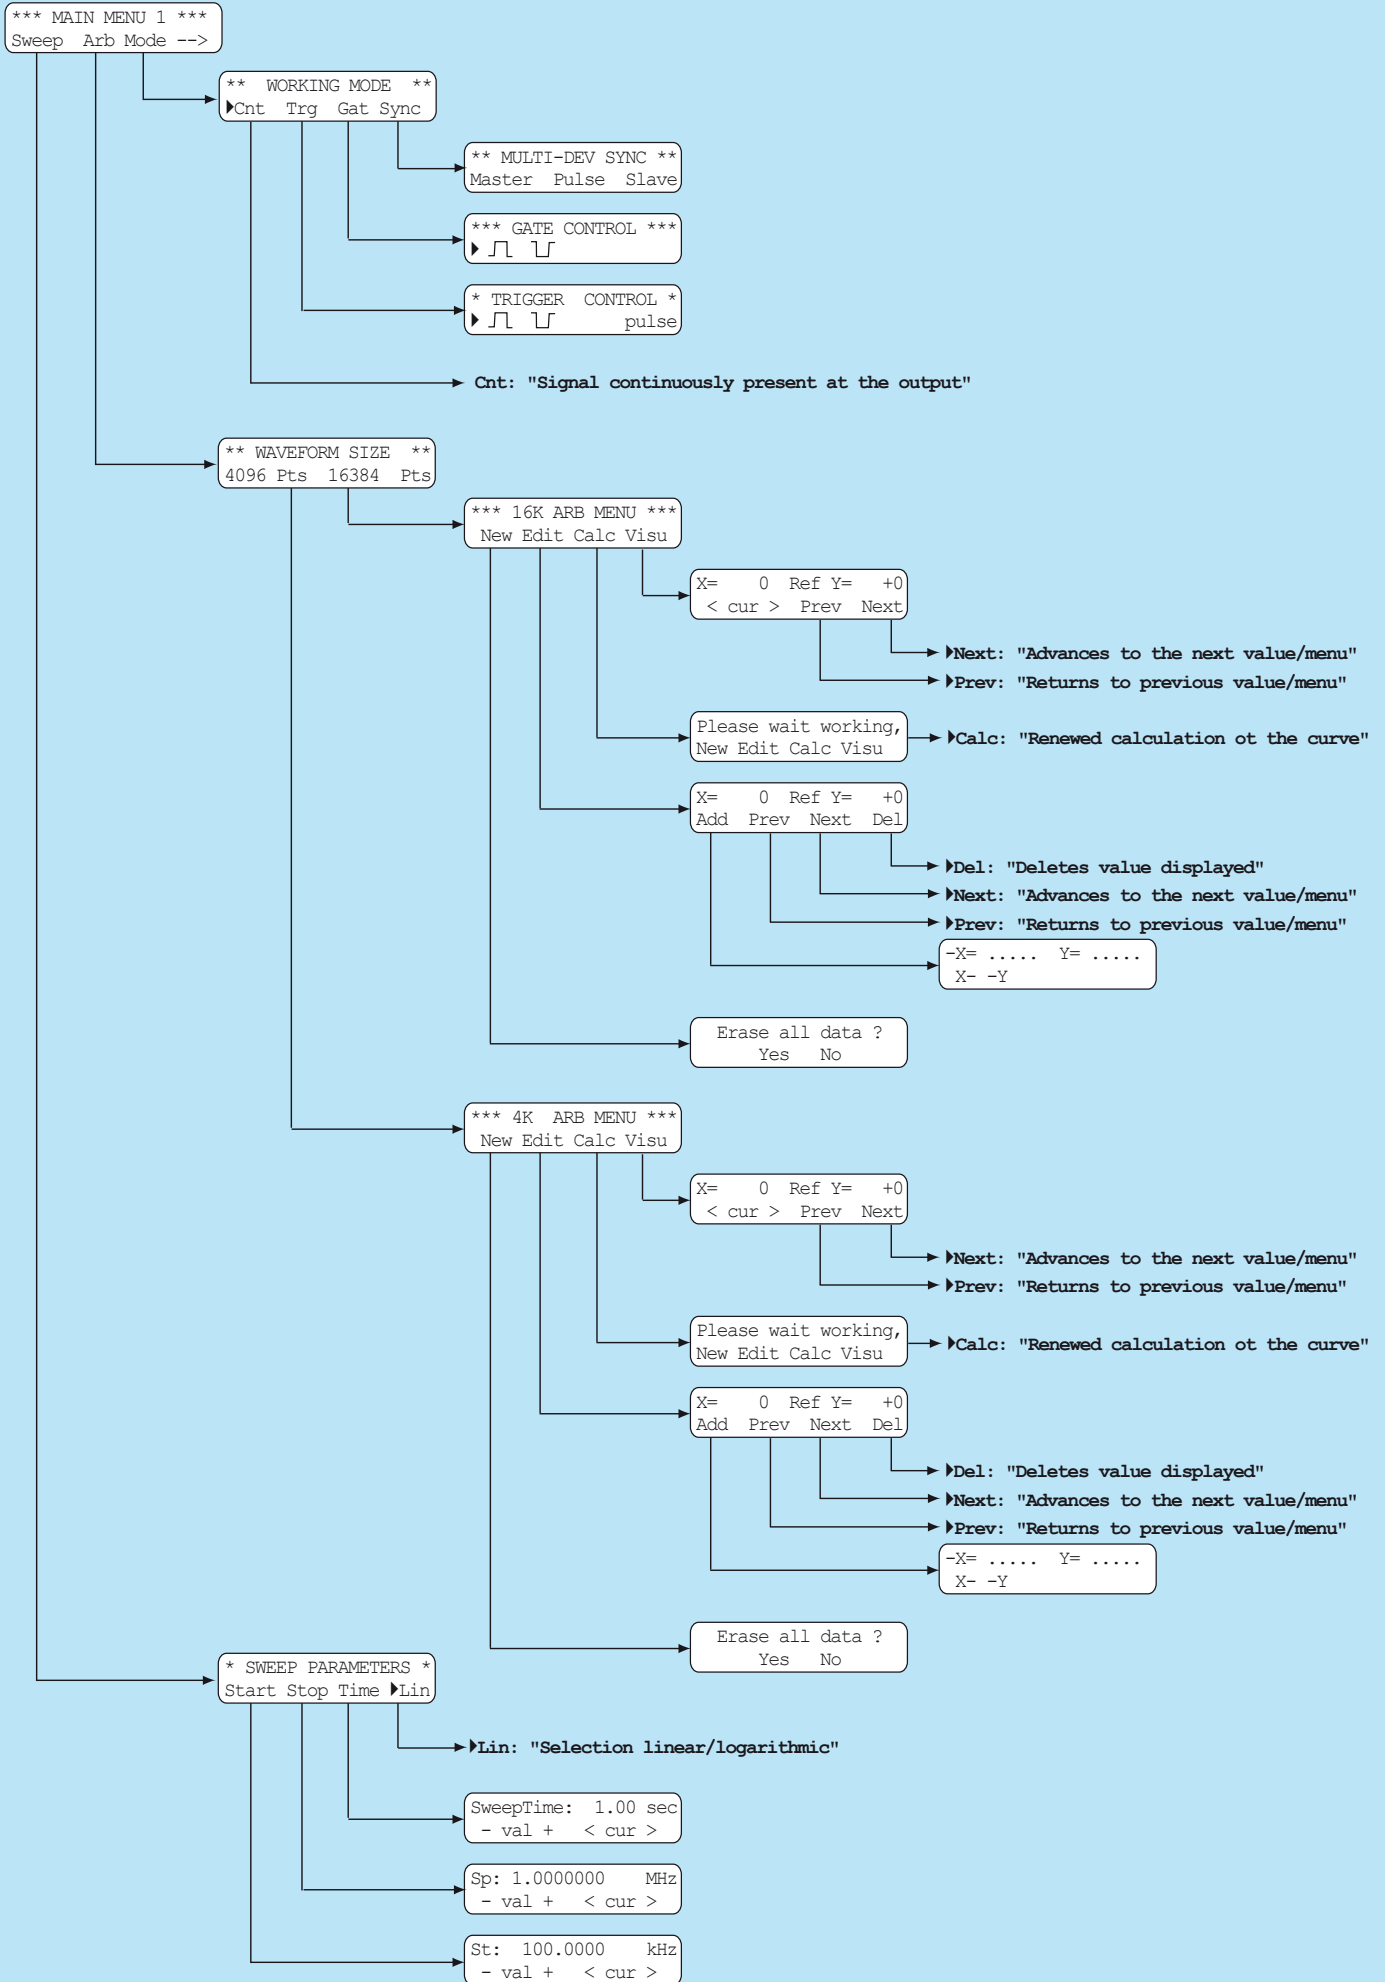 *** MAIN MENU 1 ***
Sweep  Arb Mode -->
**  WORKING MODE  **
▶Cnt  Trg  Gat Sync
** MULTI-DEV SYNC **
Master  Pulse  Slave
*** GATE CONTROL ***
▶
* TRIGGER  CONTROL *
▶ pulse
Cnt: "Signal continuously present at the output"
** WAVEFORM SIZE  **
4096 Pts  16384  Pts
*** 16K ARB MENU ***
New Edit Calc Visu
X=    0  Ref Y=   +0
< cur >  Prev  Next
▶Next: "Advances to the next value/menu"
▶Prev: "Returns to previous value/menu"
Please wait working,
New Edit Calc Visu
▶Calc: "Renewed calculation ot the curve"
X=    0  Ref Y=   +0
Add  Prev  Next  Del
▶Del: "Deletes value displayed"
▶Next: "Advances to the next value/menu"
▶Prev: "Returns to previous value/menu"
-X= .....  Y= .....
X- -Y
Erase all data ?
Yes   No
*** 4K  ARB MENU ***
New Edit Calc Visu
X=    0  Ref Y=   +0
< cur >  Prev  Next
▶Next: "Advances to the next value/menu"
▶Prev: "Returns to previous value/menu"
Please wait working,
New Edit Calc Visu
▶Calc: "Renewed calculation ot the curve"
X=    0  Ref Y=   +0
Add  Prev  Next  Del
▶Del: "Deletes value displayed"
▶Next: "Advances to the next value/menu"
▶Prev: "Returns to previous value/menu"
-X= .....  Y= .....
X- -Y
Erase all data ?
Yes   No
* SWEEP PARAMETERS *
Start Stop Time ▶Lin
▶Lin: "Selection linear/logarithmic"
SweepTime:  1.00 sec
- val +   < cur >
Sp: 1.0000000    MHz
- val +   < cur >
St:  100.0000    kHz
- val +   < cur >